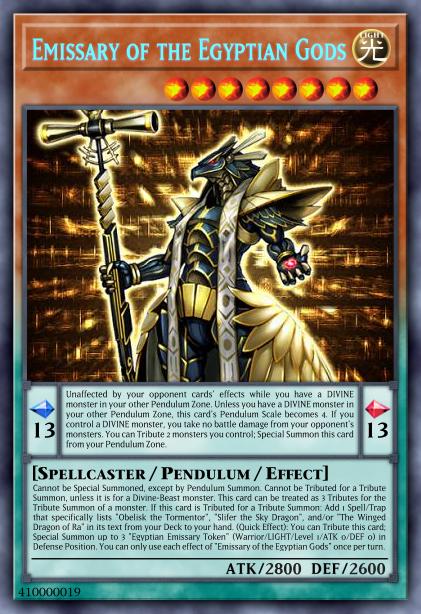 Emissary of the Egyptian Gods
LIGHT
光
Unaffected by your opponent cards' effects while you have a DIVINE
monster in your other Pendulum Zone. Unless you have a DIVINE monster in
your other Pendulum Zone, this card's Pendulum Scale becomes 4. If you
control a DIVINE monster, you take no battle damage from your opponent's
monsters. You can Tribute 2 monsters you control; Special Summon this card
from your Pendulum Zone.
13
13
[Spellcaster / Pendulum / Effect]
Cannot be Special Summoned, except by Pendulum Summon. Cannot be Tributed for a Tribute
Summon, unless it is for a Divine-Beast monster. This card can be treated as 3 Tributes for the
Tribute Summon of a monster. If this card is Tributed for a Tribute Summon: Add 1 Spell/Trap
that specifically lists "Obelisk the Tormentor", "Slifer the Sky Dragon", and/or "The Winged
Dragon of Ra" in its text from your Deck to your hand. (Quick Effect): You can Tribute this card;
Special Summon up to 3 "Egyptian Emissary Token" (Warrior/LIGHT/Level 1/ATK 0/DEF 0) in
Defense Position. You can only use each effect of "Emissary of the Egyptian Gods" once per turn.
ATK/2800 DEF/2600
410000019